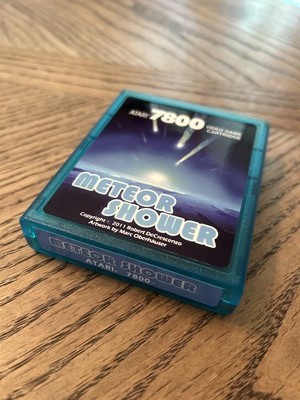 ATARI 7800 VIDEO GAME
CARTRIDGE
METEOR
SHOWER
Copyright · 2011 Robert DeCrescenzo
Artwork by Marc Oberhäuser
METEOR SHOWER
ATARI 7800